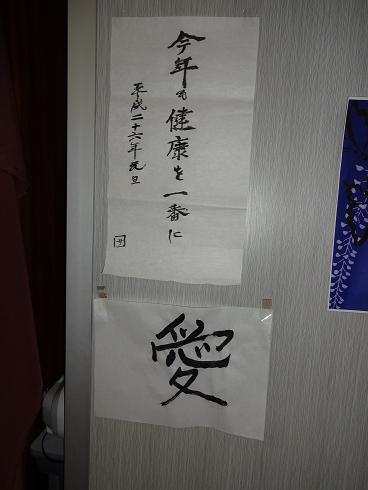 今年も健康を一番に
平成二十六年元旦
愛